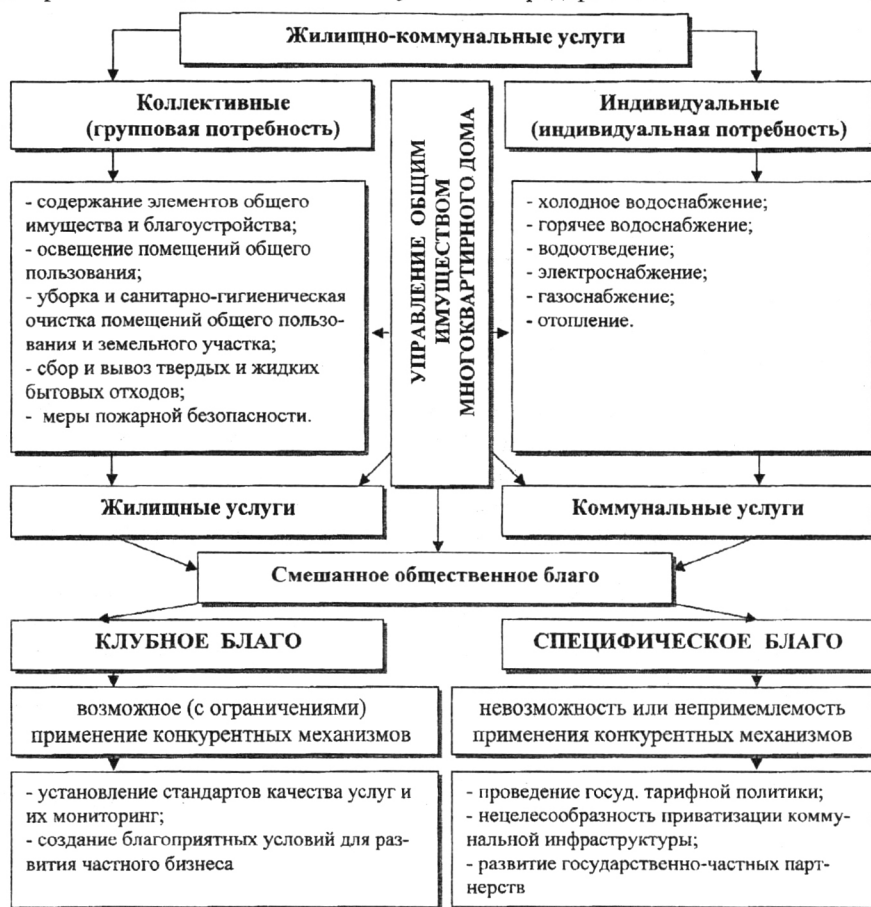 Жилищно-коммунальные услуги
Коллективные
(групповая потребность)
Индивидуальные
(индивидуальная потребность)
УПРАВЛЕНИЕ ОБЩИМ
ИМУЩЕСТВОМ
МНОГОКВАРТИРНОГО ДОМА
- содержание элементов общего
имущества и благоустройства;
- освещение помещений общего
пользования;
- уборка и санитарно-гигиеническая
очистка помещений общего пользо-
вания и земельного участка;
- сбор и вывоз твердых и жидких
бытовых отходов;
- меры пожарной безопасности.
- холодное водоснабжение;
- горячее водоснабжение;
- водоотведение;
- электроснабжение;
- газоснабжение;
- отопление.
Жилищные услуги
Коммунальные услуги
Смешанное общественное благо
КЛУБНОЕ БЛАГО
СПЕЦИФИЧЕСКОЕ БЛАГО
возможное (с ограничениями)
применение конкурентных механизмов
невозможность или непримемлемость
применения конкурентных механизмов
- установление стандартов качества услуг и
их мониторинг;
- создание благоприятных условий для раз-
вития частного бизнеса
- проведение госуд. тарифной политики;
- нецелесообразность приватизации комму-
нальной инфраструктуры;
- развитие государственно-частных парт-
нерств